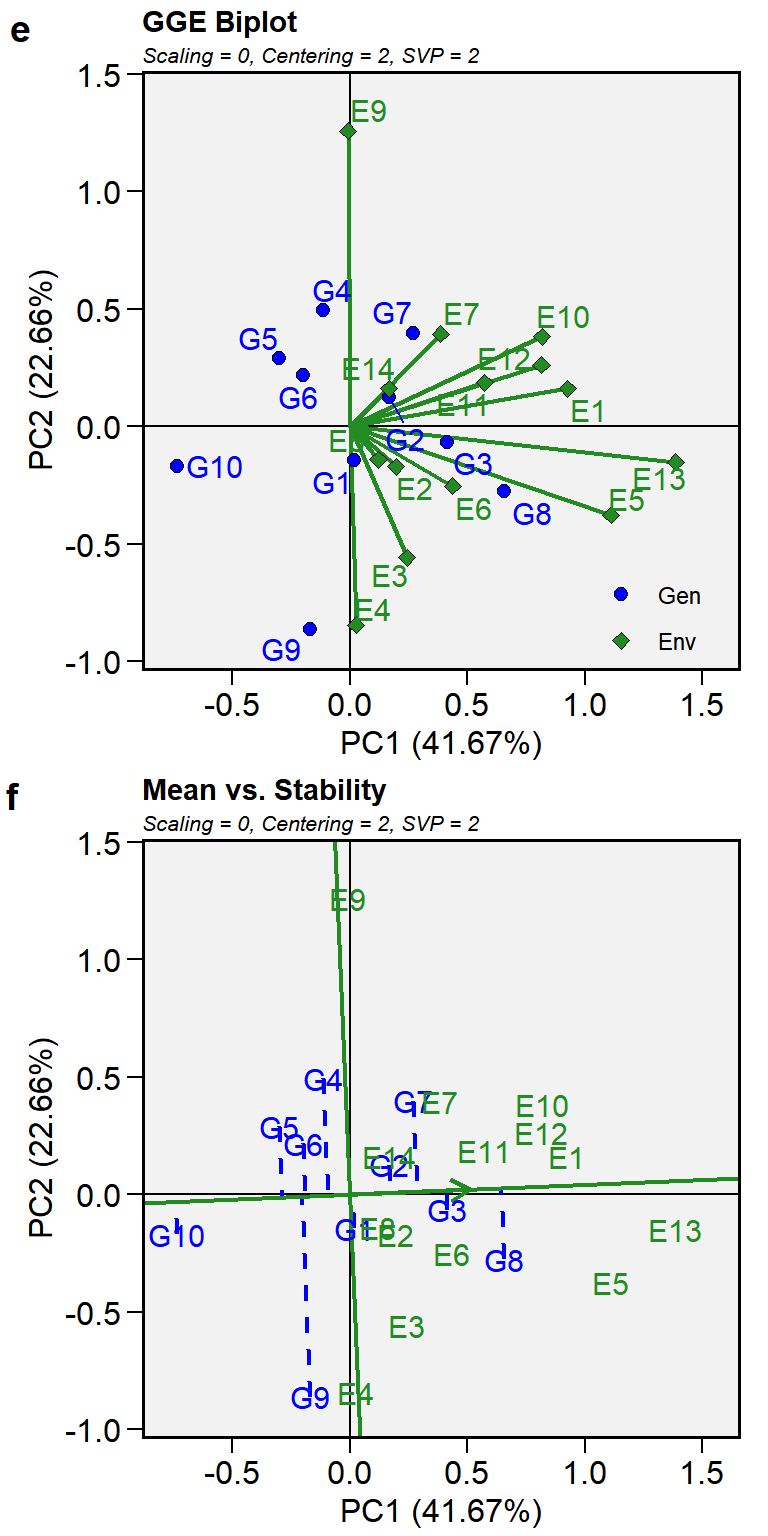 e
GGE Biplot
Scaling = 0, Centering = 2, SVP = 2
1.5
E9
1.0
G4
0.5
G7
E7
E10
G5
E14
E12
G6
E11
E1
PC2 (22.66%)
0.0
E
G2
G10
G1
G3
E13
E2
E5
E6
G8
-0.5
E3
Gen
E4
G9
Env
-1.0
-0.5
0.0
0.5
1.0
1.5
PC1 (41.67%)
f
Mean vs. Stability
Scaling = 0, Centering = 2, SVP = 2
1.5
E9
1.0
0.5
G4
G7
E7
E10
G5
G6
E12
E14
G2
E11
E1
PC2 (22.66%)
0.0
G3
G10
G1
E2
E13
E6
G8
E5
-0.5
E3
G9
E4
-1.0
-0.5
0.0
0.5
1.0
1.5
PC1 (41.67%)